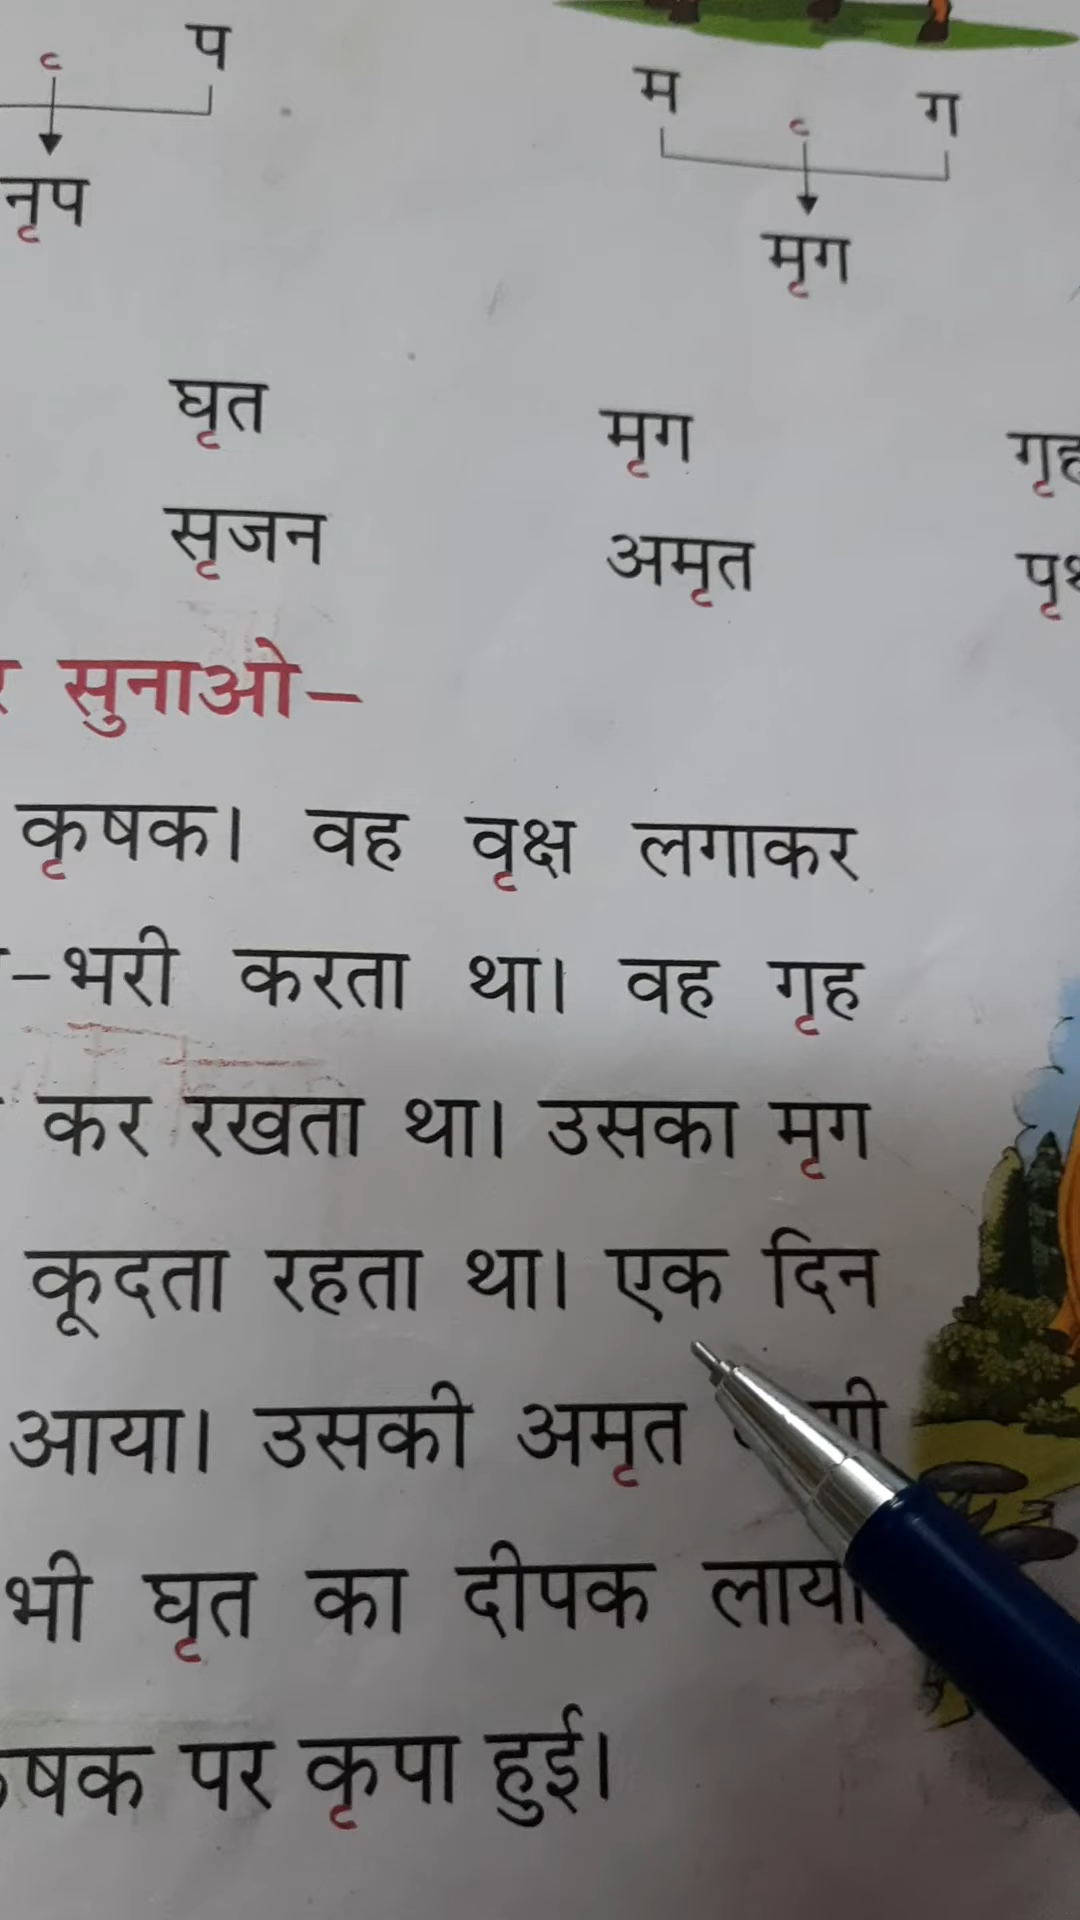 प म ृ ग
ृ
नृप मृग
घृत मृग
सृजन अमृत
सुनाओ–
कृषक। वह वृक्ष लगाकर
–भरी करता था। वह गृह
कर रखता था। उसका मृग
कूदता रहता था। एक दिन
आया। उसकी अमृत
भी घृत का दीपक लाया
पर कृपा हुई।